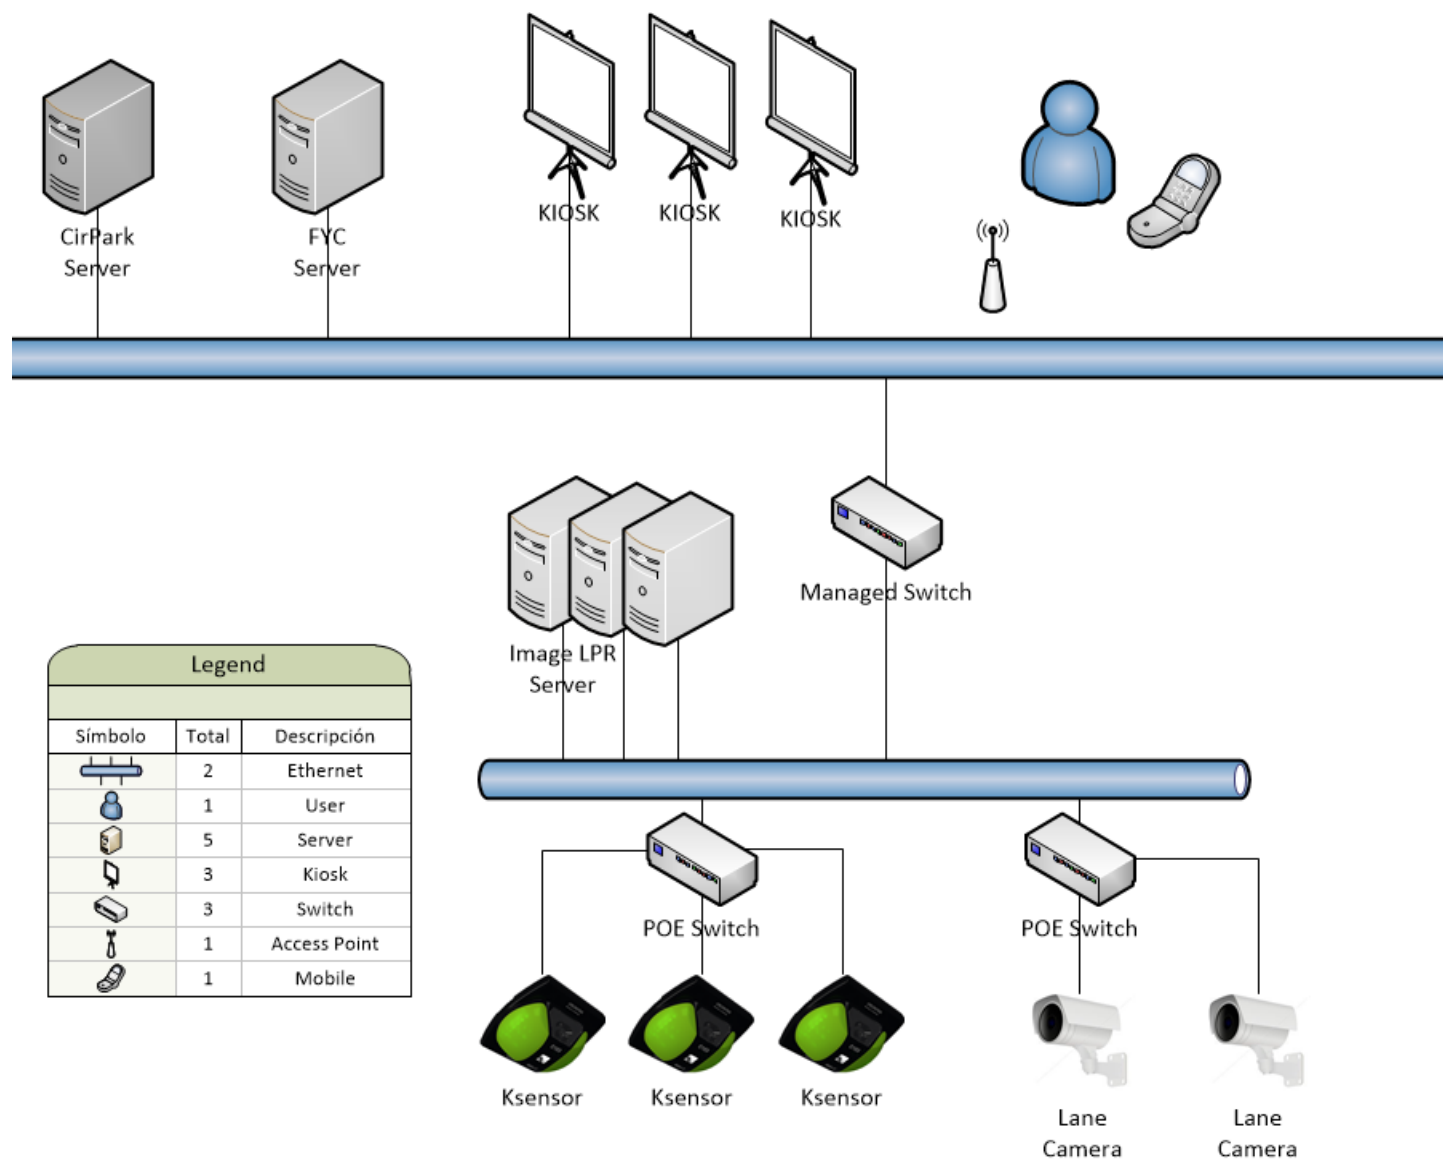 KIOSK
KIOSK
KIOSK
CirPark
Server
FYC
Server
Managed Switch
Image LPR
Server
Legend
Símbolo Total Descripción
2 Ethernet
1 User
5 Server
3 Kiosk
3 Switch
1 Access Point
1 Mobile
POE Switch
POE Switch
Ksensor
Ksensor
Ksensor
Lane
Camera
Lane
Camera